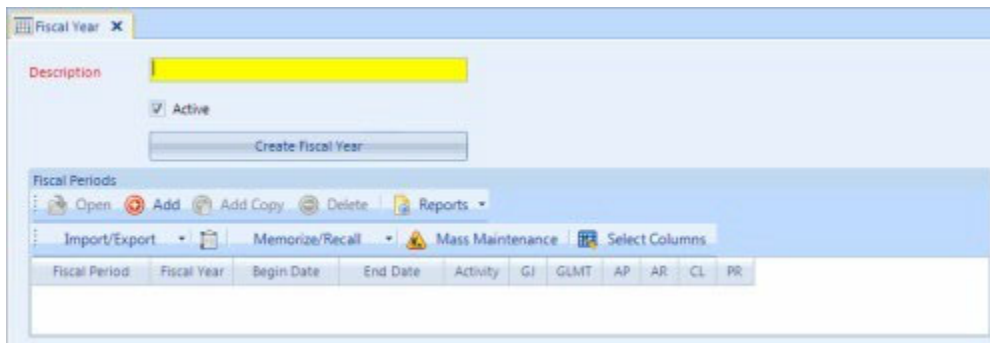 Fiscal Year
Description
Active
Create Fiscal Year
Fiscal Periods
Open Add Add Copy Delete Reports
Import/Export Memorize/Recall Mass Maintenance Select Columns
Fiscal Period Fiscal Year Begin Date End Date Activity GJ GLMT AP AR CL PR